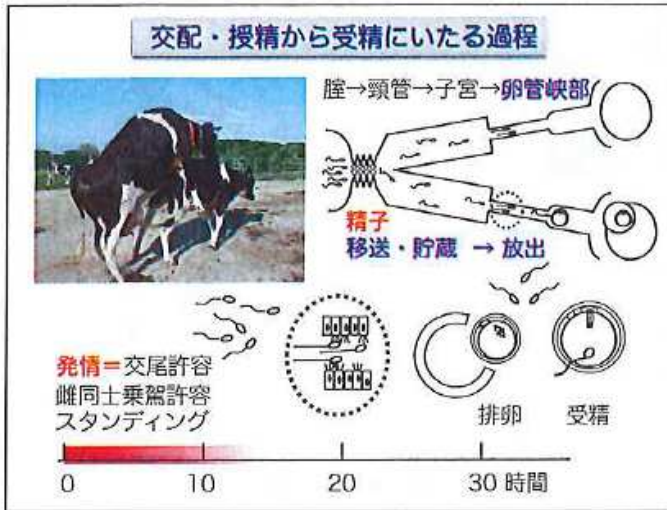 交配・授精から受精にいたる過程
腟→頸管→子宮→卵管峡部
精子
移送・貯蔵 → 放出
発情＝交尾許容
雌同士乗駕許容
スタンディング
排卵
受精
0 10 20 30 時間